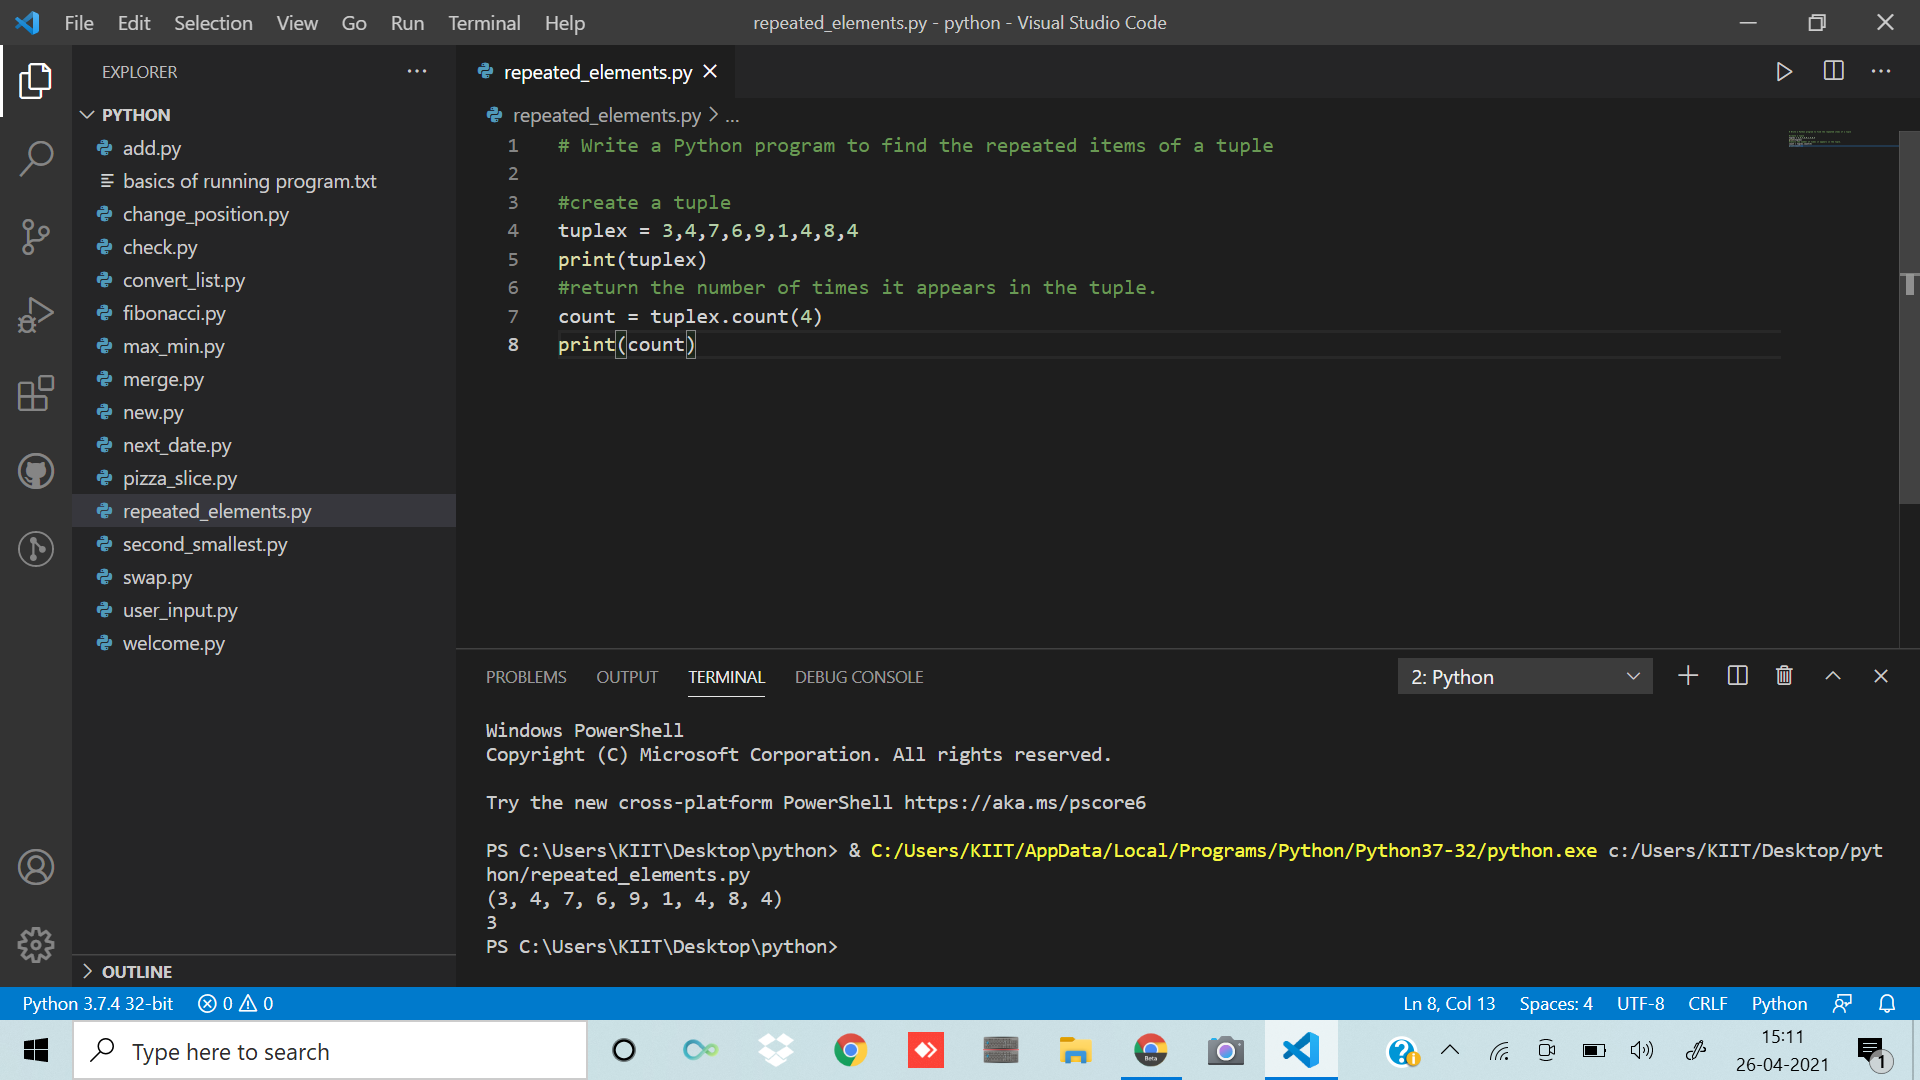 File Edit Selection View Go Run Terminal Help
repeated_elements.py - python - Visual Studio Code
EXPLORER
PYTHON
add.py
basics of running program.txt
change_position.py
check.py
convert_list.py
fibonacci.py
max_min.py
merge.py
new.py
next_date.py
pizza_slice.py
repeated_elements.py
second_smallest.py
swap.py
user_input.py
welcome.py
OUTLINE
repeated_elements.py
repeated_elements.py > ...
1 # Write a Python program to find the repeated items of a tuple
2
3 #create a tuple
4 tuplex = 3,4,7,6,9,1,4,8,4
5 print(tuplex)
6 #return the number of times it appears in the tuple.
7 count = tuplex.count(4)
8 print(count)
PROBLEMS OUTPUT TERMINAL DEBUG CONSOLE
2: Python
Windows PowerShell
Copyright (C) Microsoft Corporation. All rights reserved.
Try the new cross-platform PowerShell https://aka.ms/pscore6
PS C:\Users\KIIT\Desktop\python> & C:/Users/KIIT/AppData/Local/Programs/Python/Python37-32/python.exe c:/Users/KIIT/Desktop/pyt
hon/repeated_elements.py
(3, 4, 7, 6, 9, 1, 4, 8, 4)
3
PS C:\Users\KIIT\Desktop\python>
Python 3.7.4 32-bit 0 0
Ln 8, Col 13 Spaces: 4 UTF-8 CRLF Python
Type here to search
Beta
15:11
26-04-2021
1